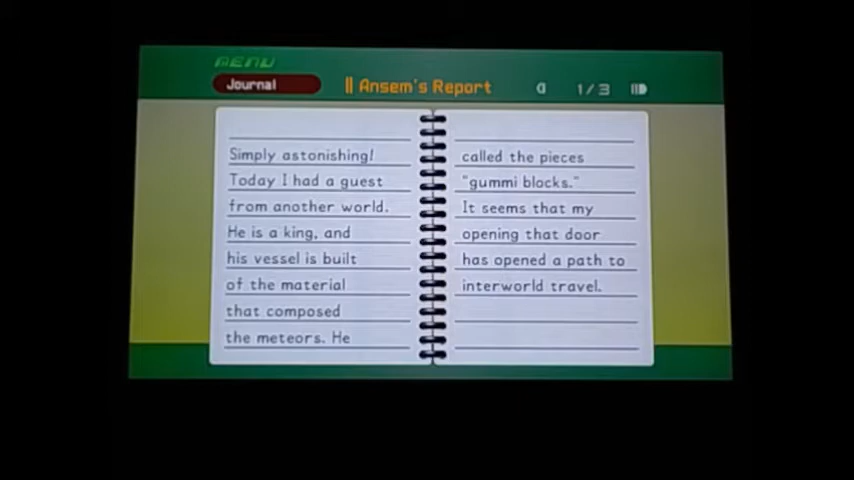 MENU
Journal
Ansem's Report
1/3
Simply astonishing!
Today I had a guest
from another world.
He is a king, and
his vessel is built
of the material
that composed
the meteors. He
called the pieces
"gummi blocks."
It seems that my
opening that door
has opened a path to
interworld travel.